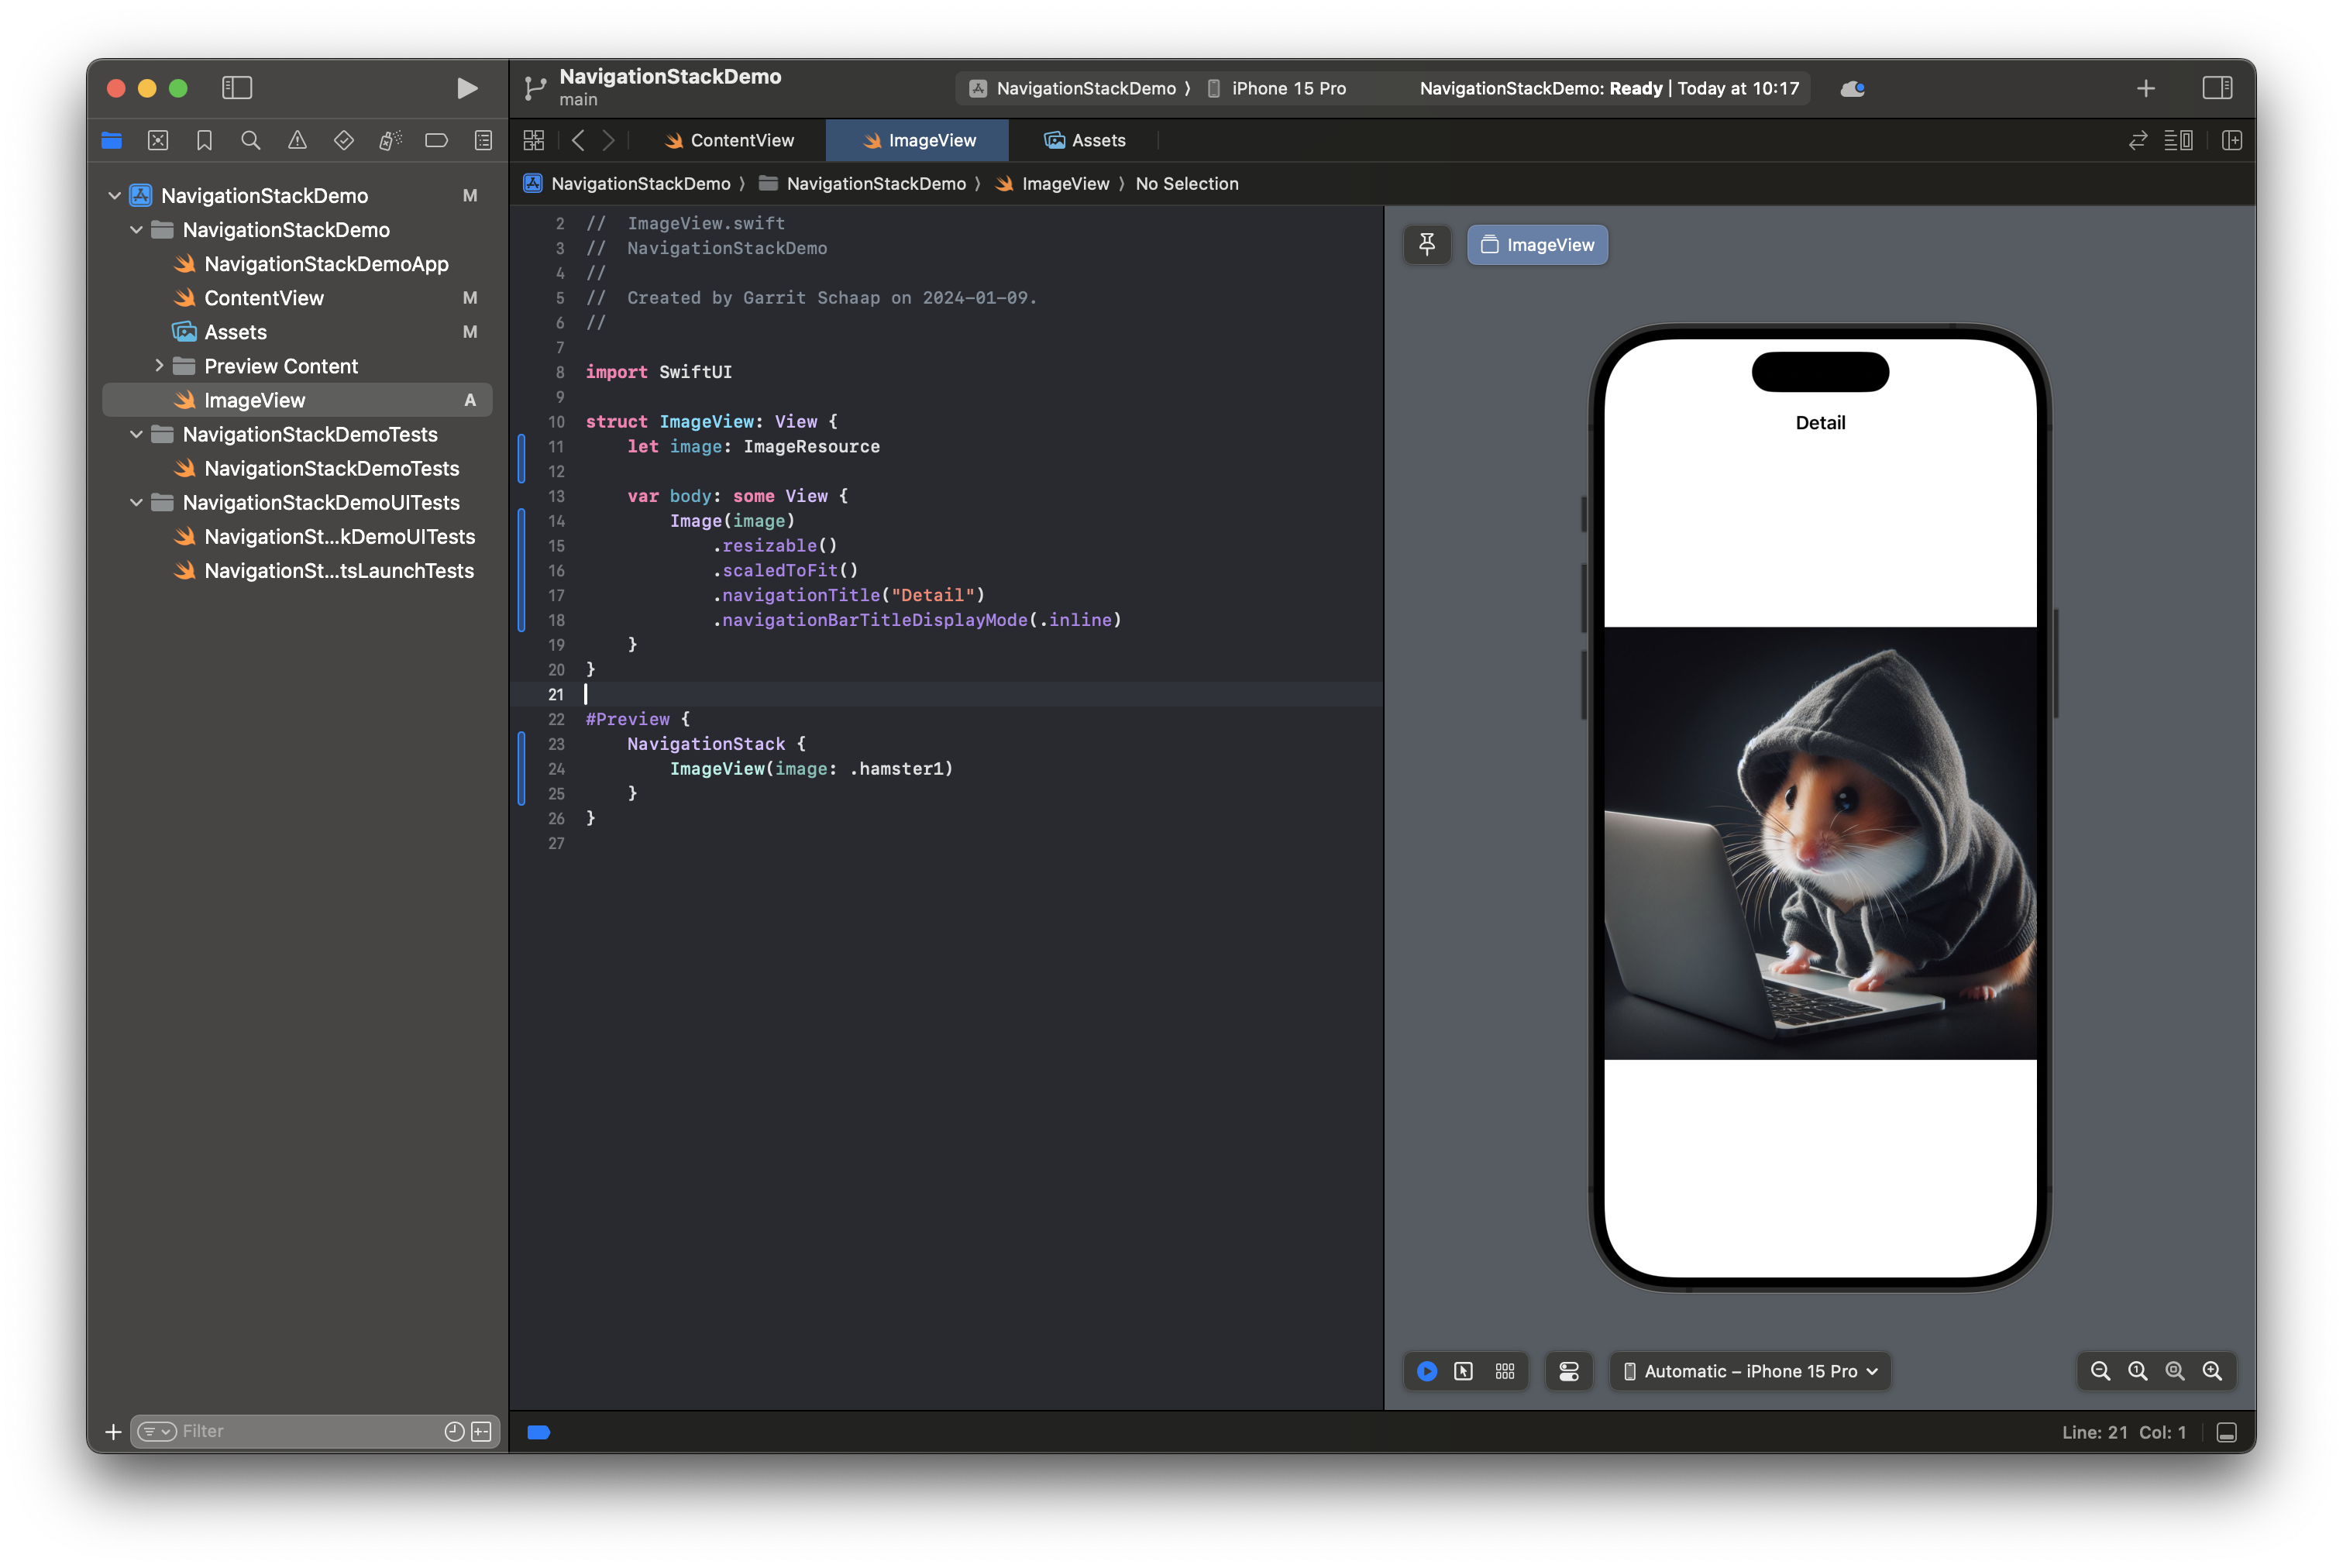 NavigationStackDemo
main
NavigationStackDemo 〉 iPhone 15 Pro
NavigationStackDemo: Ready | Today at 10:17
ContentView
ImageView
Assets
NavigationStackDemo 〉 NavigationStackDemo 〉 ImageView 〉 No Selection
NavigationStackDemo M
NavigationStackDemo
NavigationStackDemoApp
ContentView M
Assets M
Preview Content
ImageView A
NavigationStackDemoTests
NavigationStackDemoTests
NavigationStackDemoUITests
NavigationSt...kDemoUITests
NavigationSt...tsLaunchTests
Filter
2 //  ImageView.swift
3 //  NavigationStackDemo
4 //
5 //  Created by Garrit Schaap on 2024-01-09.
6 //
7
8 import SwiftUI
9
10 struct ImageView: View {
11     let image: ImageResource
12
13     var body: some View {
14         Image(image)
15             .resizable()
16             .scaledToFit()
17             .navigationTitle("Detail")
18             .navigationBarTitleDisplayMode(.inline)
19     }
20 }
21
22 #Preview {
23     NavigationStack {
24         ImageView(image: .hamster1)
25     }
26 }
27
ImageView
Detail
Automatic – iPhone 15 Pro
Line: 21 Col: 1